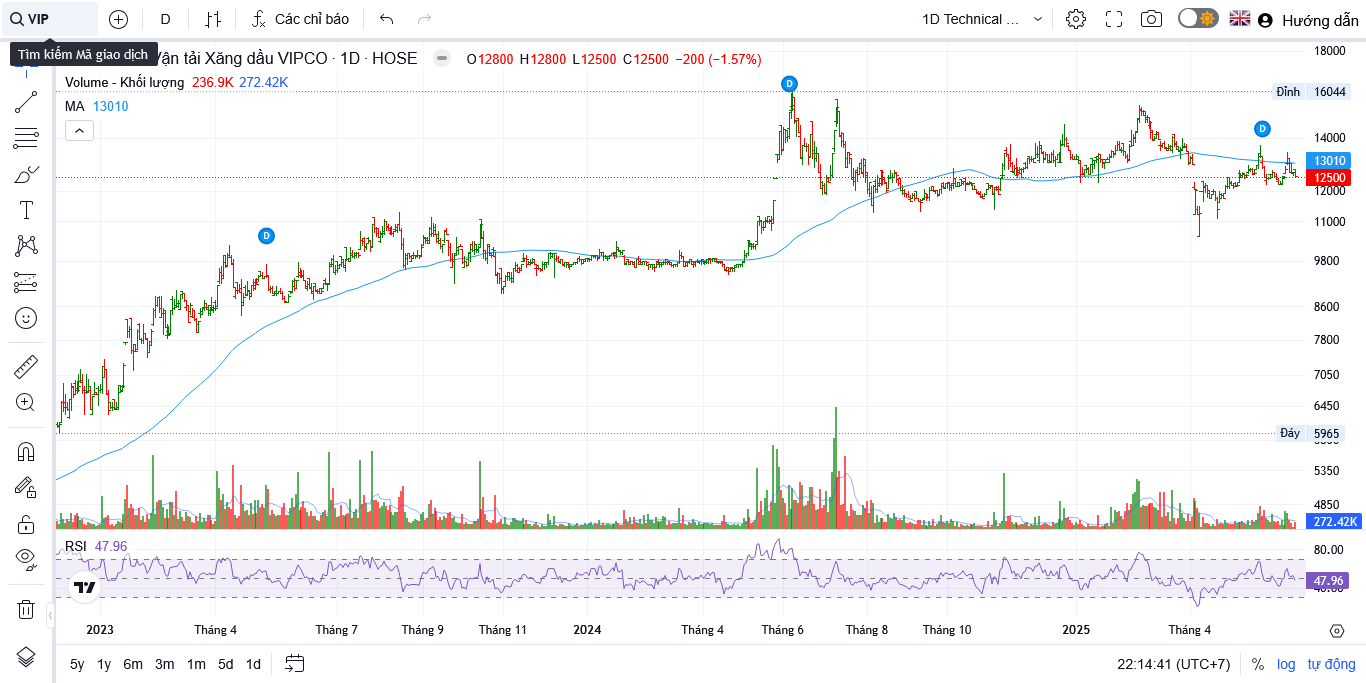 VIP
D
Các chỉ báo
1D Technical ...
Hướng dẫn
Tìm kiếm Mã giao dịch
Vận tải Xăng dầu VIPCO · 1D · HOSE
O12800 H12800 L12500 C12500 −200 (−1.57%)
Volume - Khối lượng 236.9K 272.42K
MA 13010
D
D
D
18000
Đỉnh 16044
14000
13010
12500
12000
11000
9800
8600
7800
7050
6450
Đáy 5965
5350
4850
272.42K
RSI 47.96
80.00
47.96
40.00
2023 Tháng 4 Tháng 7 Tháng 9 Tháng 11 2024 Tháng 4 Tháng 6 Tháng 8 Tháng 10 2025 Tháng 4
5y 1y 6m 3m 1m 5d 1d
22:14:41 (UTC+7) % log tự động